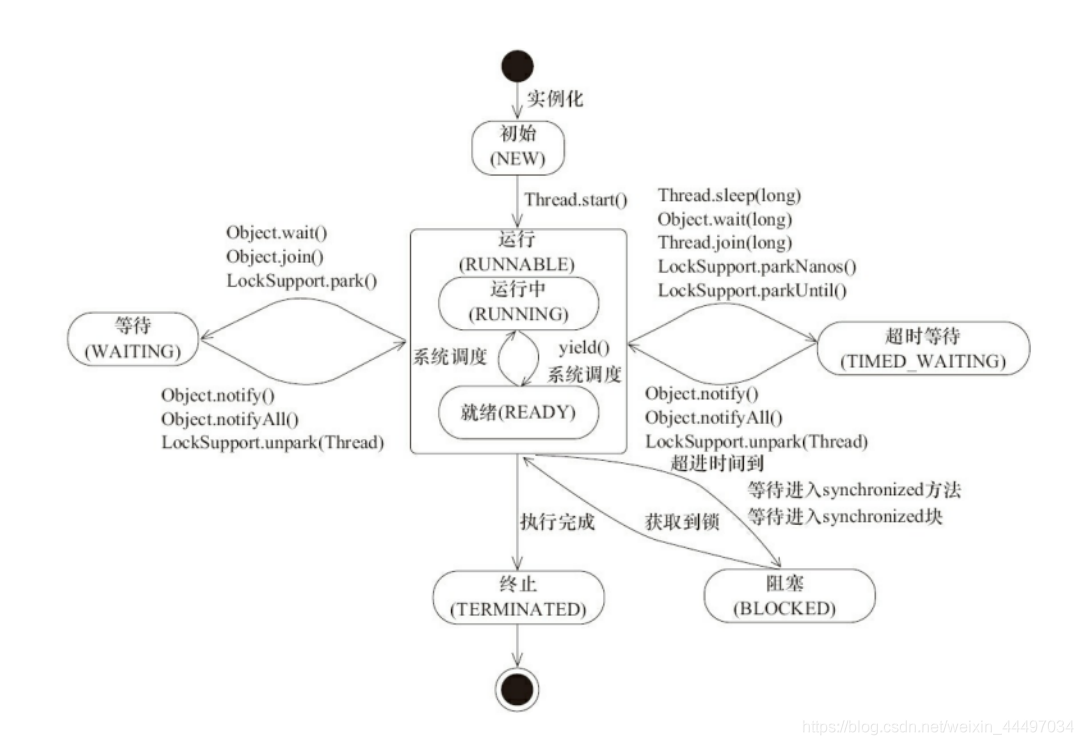 实例化
初始
(NEW)
Thread.start()
Object.wait()
Object.join()
LockSupport.park()
Thread.sleep(long)
Object.wait(long)
Thread.join(long)
LockSupport.parkNanos()
LockSupport.parkUntil()
运行
(RUNNABLE)
运行中
(RUNNING)
等待
(WAITING)
超时等待
(TIMED_WAITING)
系统调度
yield()
系统调度
就绪(READY)
Object.notify()
Object.notifyAll()
LockSupport.unpark(Thread)
Object.notify()
Object.notifyAll()
LockSupport.unpark(Thread)
超进时间到
等待进入synchronized方法
等待进入synchronized块
执行完成
获取到锁
终止
(TERMINATED)
阻塞
(BLOCKED)
https://blog.csdn.net/weixin_44497034